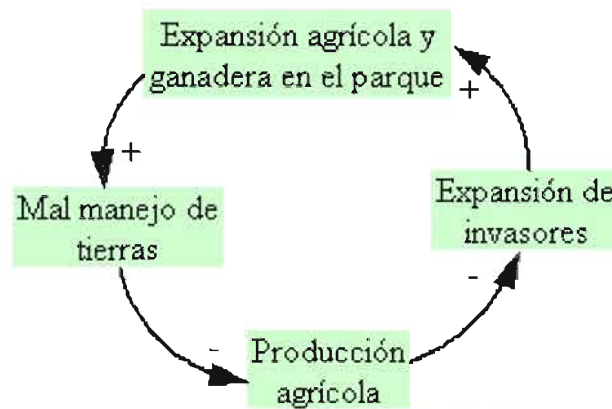 Expansión agrícola y
ganadera en el parque
+
+
Mal manejo de
tierras
Expansión de
invasores
-
-
Producción
agrícola